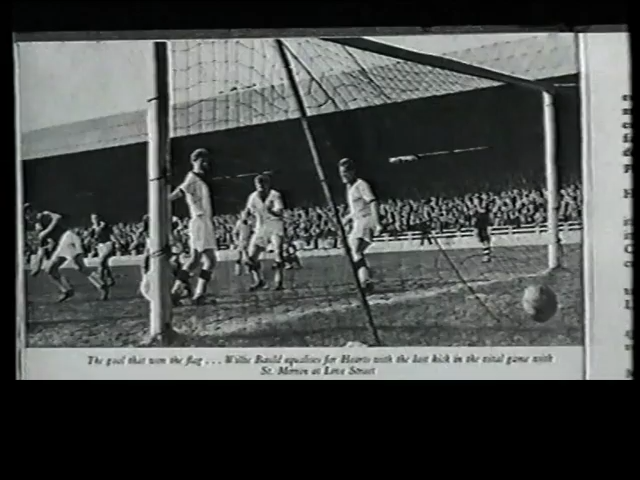 The goal that won the flag . . . Willie Bauld equalises for Hearts with the last kick in the vital game with
St. Mirren at Love Street